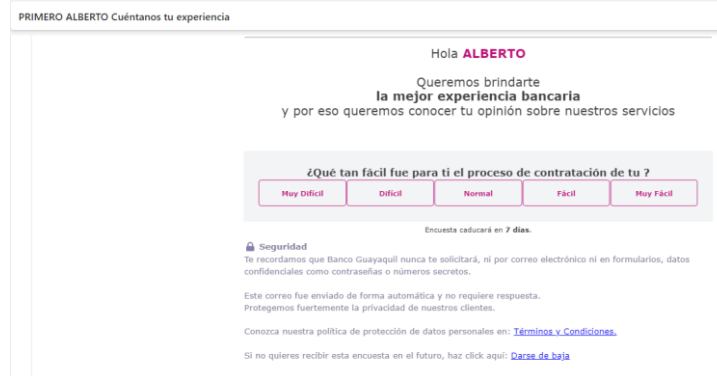 PRIMERO ALBERTO Cuéntanos tu experiencia
Hola ALBERTO
Queremos brindarte
la mejor experiencia bancaria
y por eso queremos conocer tu opinión sobre nuestros servicios
¿Qué tan fácil fue para ti el proceso de contratación de tu ?
Muy Difícil Difícil Normal Fácil Muy Fácil
Encuesta caducará en 7 días.
Seguridad
Te recordamos que Banco Guayaquil nunca te solicitará, ni por correo electrónico ni en formularios, datos
confidenciales como contraseñas o números secretos.
Este correo fue enviado de forma automática y no requiere respuesta.
Protegemos fuertemente la privacidad de nuestros clientes.
Conozca nuestra política de protección de datos personales en: Términos y Condiciones.
Si no quieres recibir esta encuesta en el futuro, haz click aquí: Darse de baja